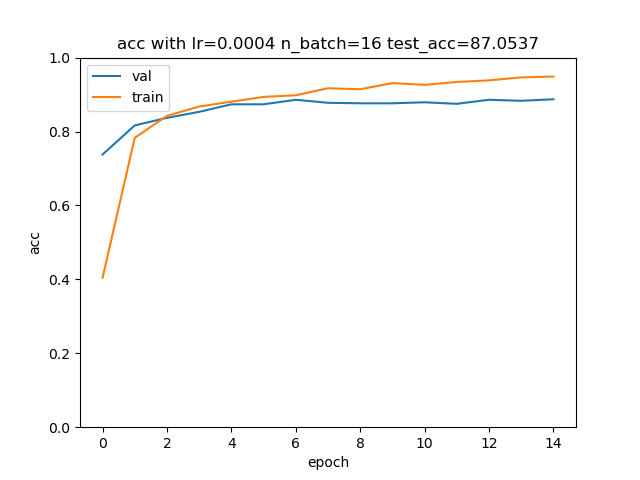 acc with lr=0.0004 n_batch=16 test_acc=87.0537
val
train
acc
1.0
0.8
0.6
0.4
0.2
0.0
0 2 4 6 8 10 12 14
epoch